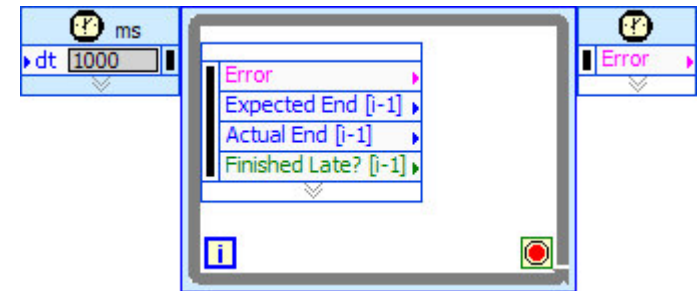 ms
dt 1000
Error
Expected End [i-1]
Actual End [i-1]
Finished Late? [i-1]
i
Error